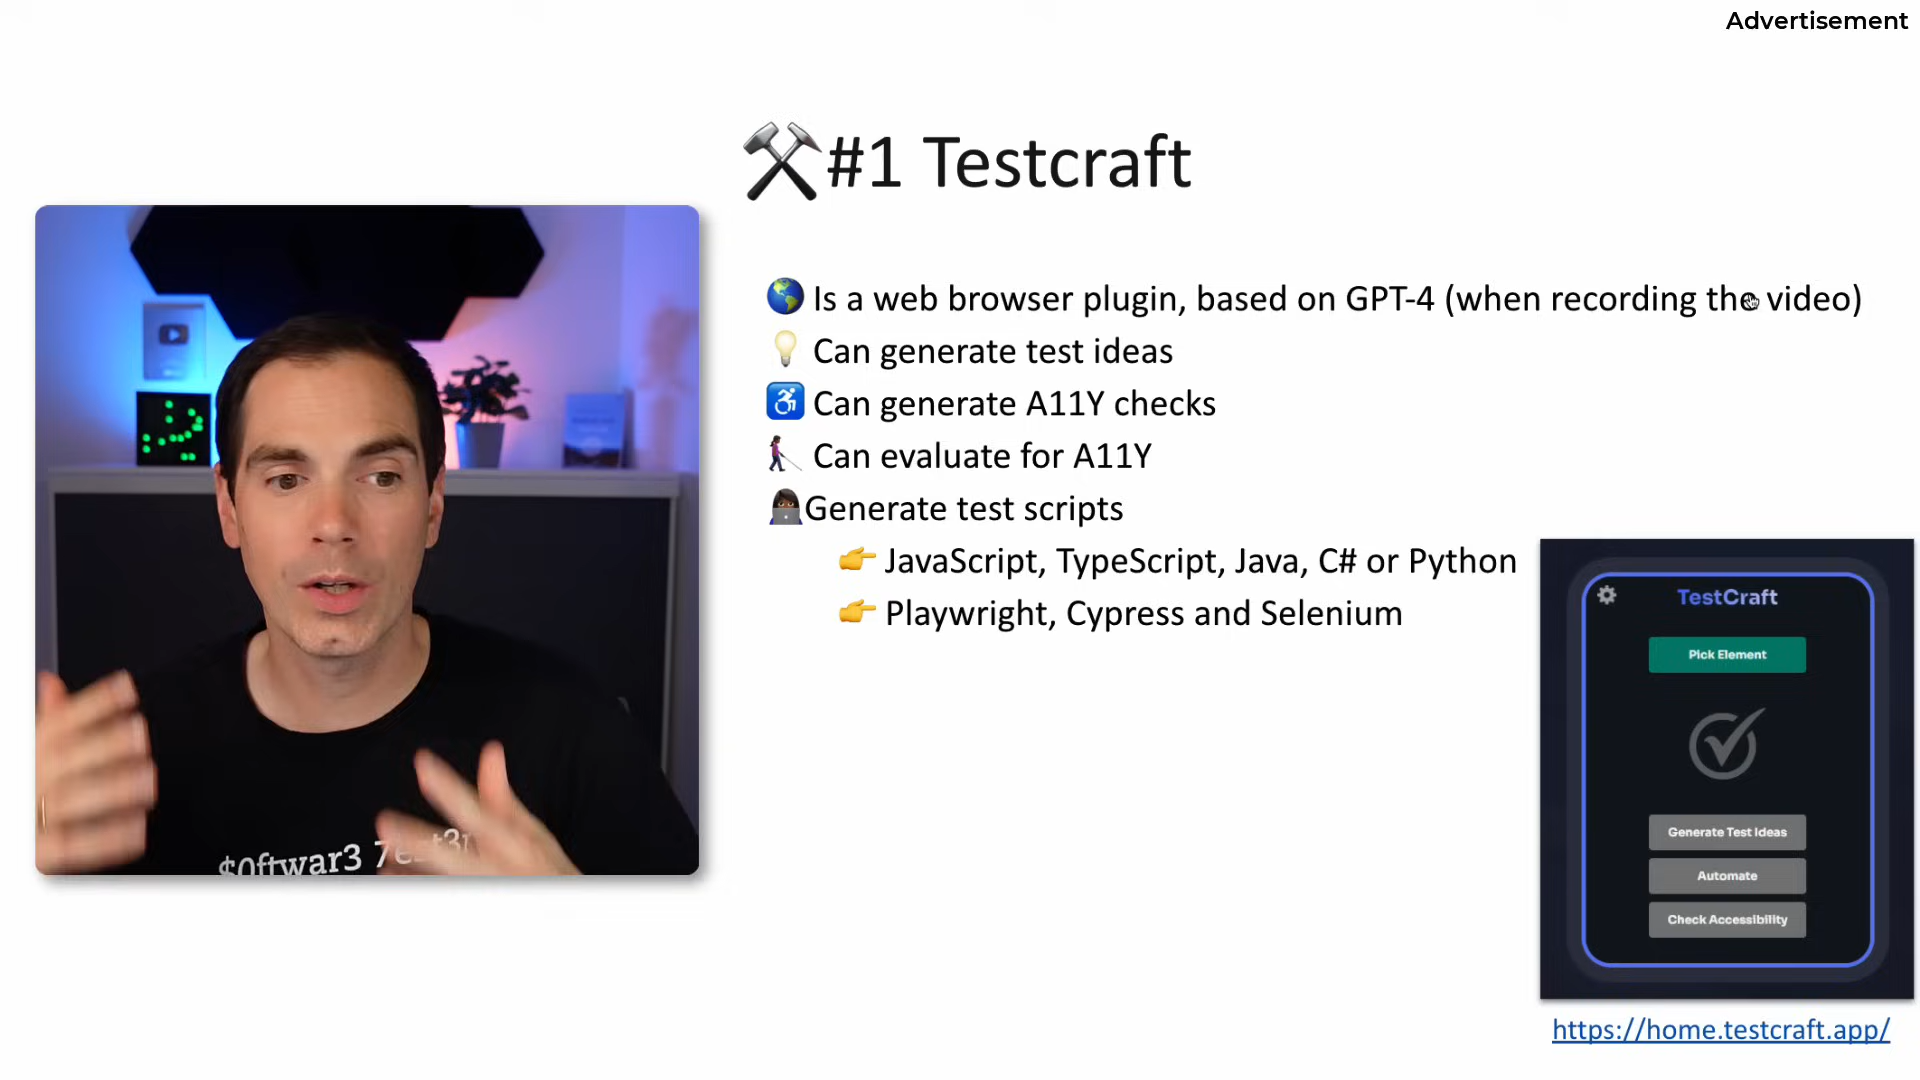 Advertisement
⚒#1 Testcraft
Is a web browser plugin, based on GPT-4 (when recording the video)
Can generate test ideas
Can generate A11Y checks
Can evaluate for A11Y
Generate test scripts
JavaScript, TypeScript, Java, C# or Python
Playwright, Cypress and Selenium
$0ftwar3
TestCraft
Pick Element
Generate Test Ideas
Automate
Check Accessibility
https://home.testcraft.app/